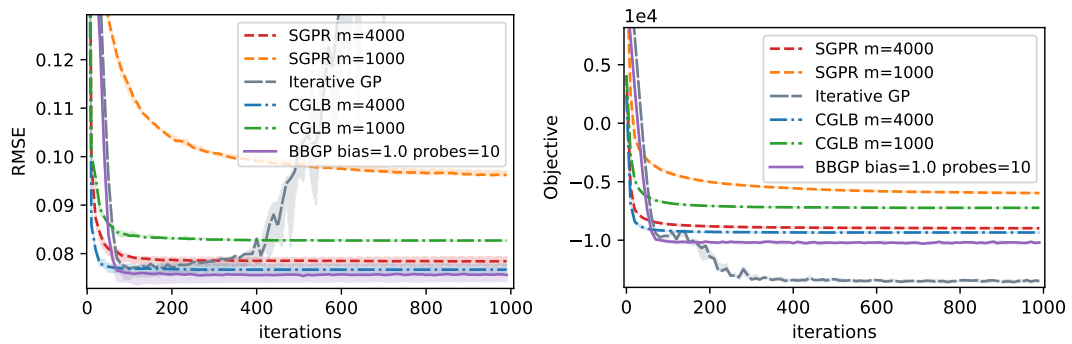 RMSE
0.12
0.11
0.10
0.09
0.08
SGPR m=4000
SGPR m=1000
Iterative GP
CGLB m=4000
CGLB m=1000
BBGP bias=1.0 probes=10
0 200 400 600 800 1000
iterations
1e4
Objective
0.5
0.0
−0.5
−1.0
SGPR m=4000
SGPR m=1000
Iterative GP
CGLB m=4000
CGLB m=1000
BBGP bias=1.0 probes=10
0 200 400 600 800 1000
iterations